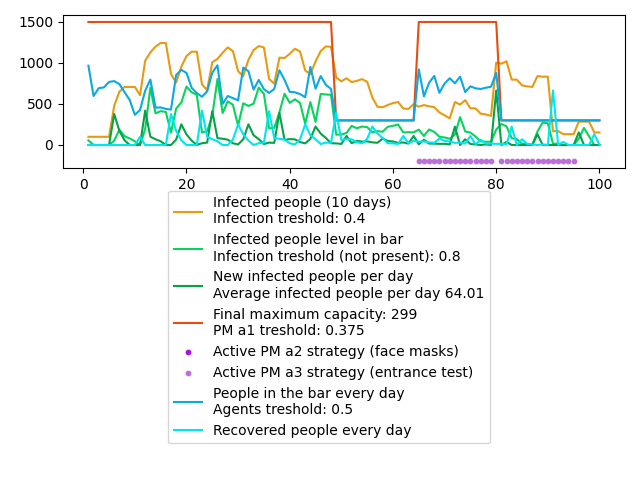 1500
1000
500
0
0 20 40 60 80 100
Infected people (10 days)
Infection treshold: 0.4
Infected people level in bar
Infection treshold (not present): 0.8
New infected people per day
Average infected people per day 64.01
Final maximum capacity: 299
PM a1 treshold: 0.375
Active PM a2 strategy (face masks)
Active PM a3 strategy (entrance test)
People in the bar every day
Agents treshold: 0.5
Recovered people every day